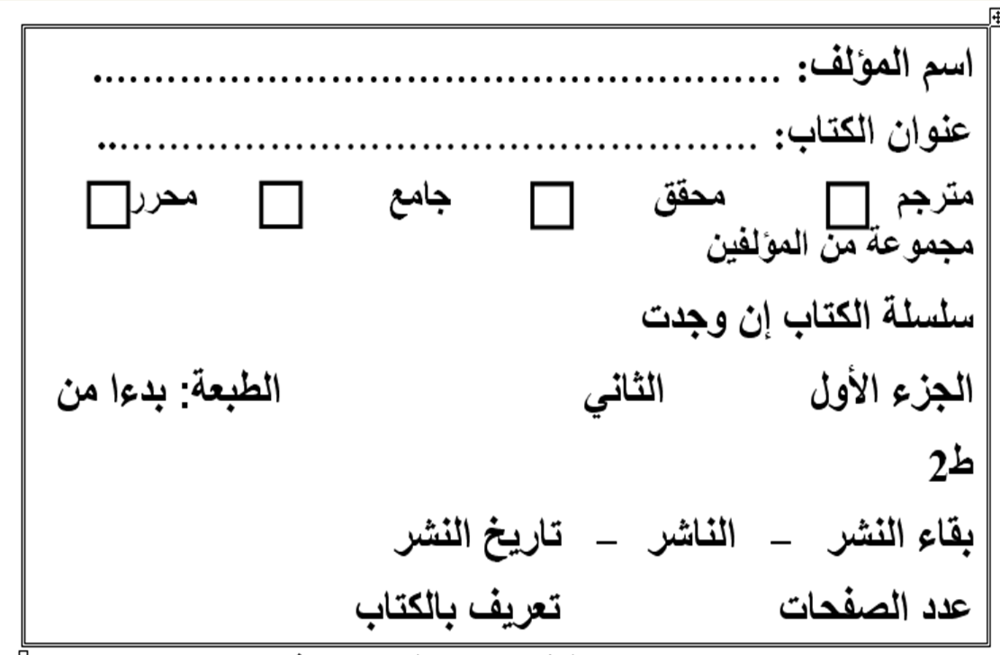 اسم المؤلف: ......................................................
عنوان الكتاب: .....................................................
مترجم □ محقق □ جامع □ محرر □
مجموعة من المؤلفين
سلسلة الكتاب إن وجدت
الجزء الأول الثاني الطبعة: بدءا من
ط2
بقاء النشر – الناشر – تاريخ النشر
عدد الصفحات تعريف بالكتاب